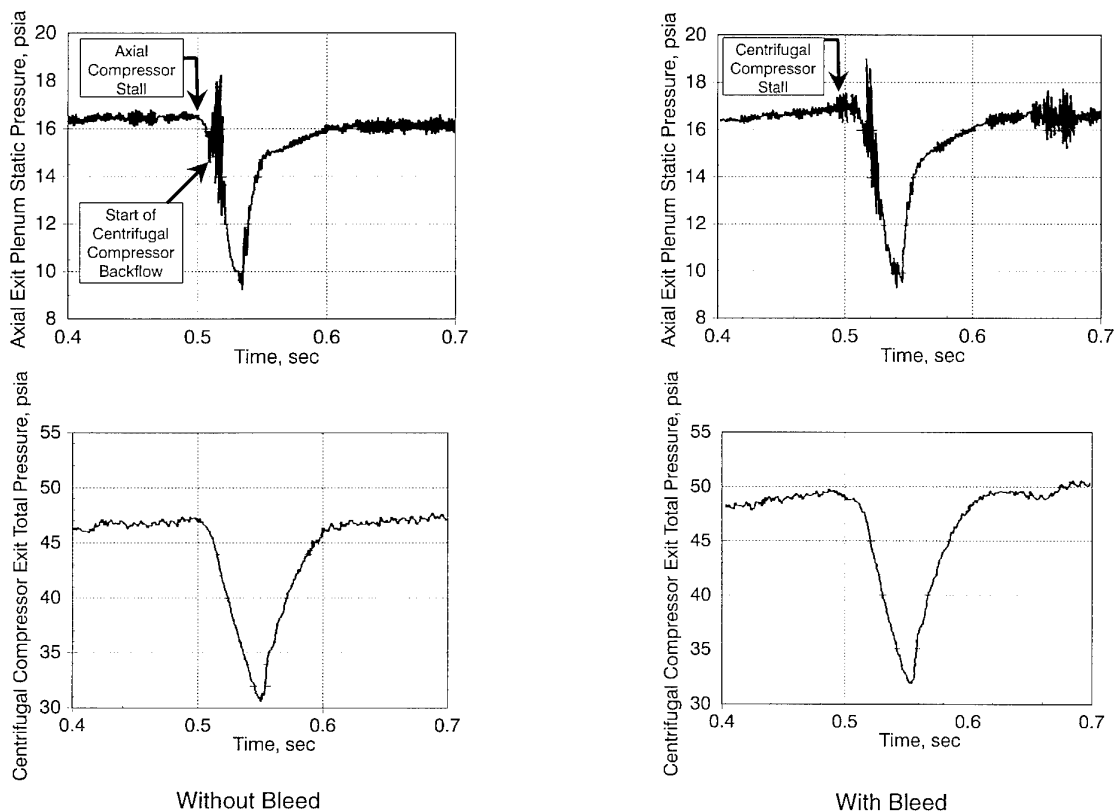 Axial Exit Plenum Static Pressure, psia
20
18
16
14
12
10
8
Axial
Compressor
Stall
Start of
Centrifugal
Compressor
Backflow
0.4
0.5
0.6
0.7
Time, sec
Axial Exit Plenum Static Pressure, psia
20
18
16
14
12
10
8
Centrifugal
Compressor
Stall
0.4
0.5
0.6
0.7
Time, sec
Centrifugal Compressor Exit Total Pressure, psia
55
50
45
40
35
30
0.4
0.5
0.6
0.7
Time, sec
Without Bleed
Centrifugal Compressor Exit Total Pressure, psia
55
50
45
40
35
30
0.4
0.5
0.6
0.7
Time, sec
With Bleed